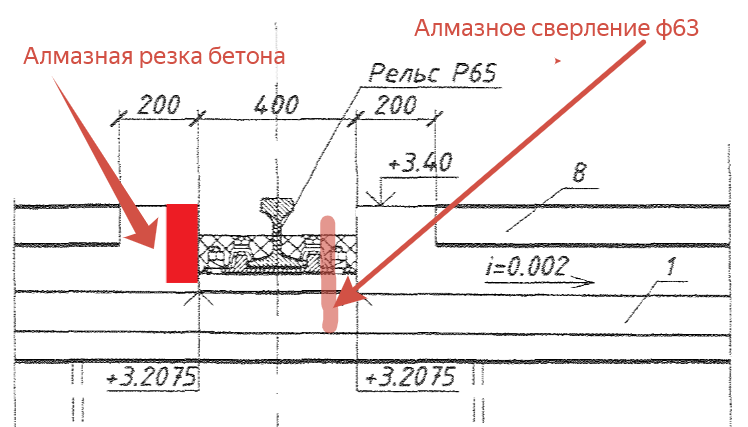 Алмазное сверление ф63
Алмазная резка бетона
Рельс Р65
200
400
200
+3.40
8
i=0.002
1
+3.2075
+3.2075